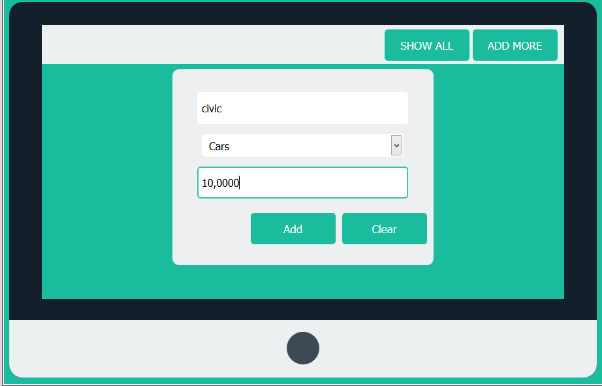 SHOW ALL ADD MORE
civic
Cars
10,0000
Add Clear